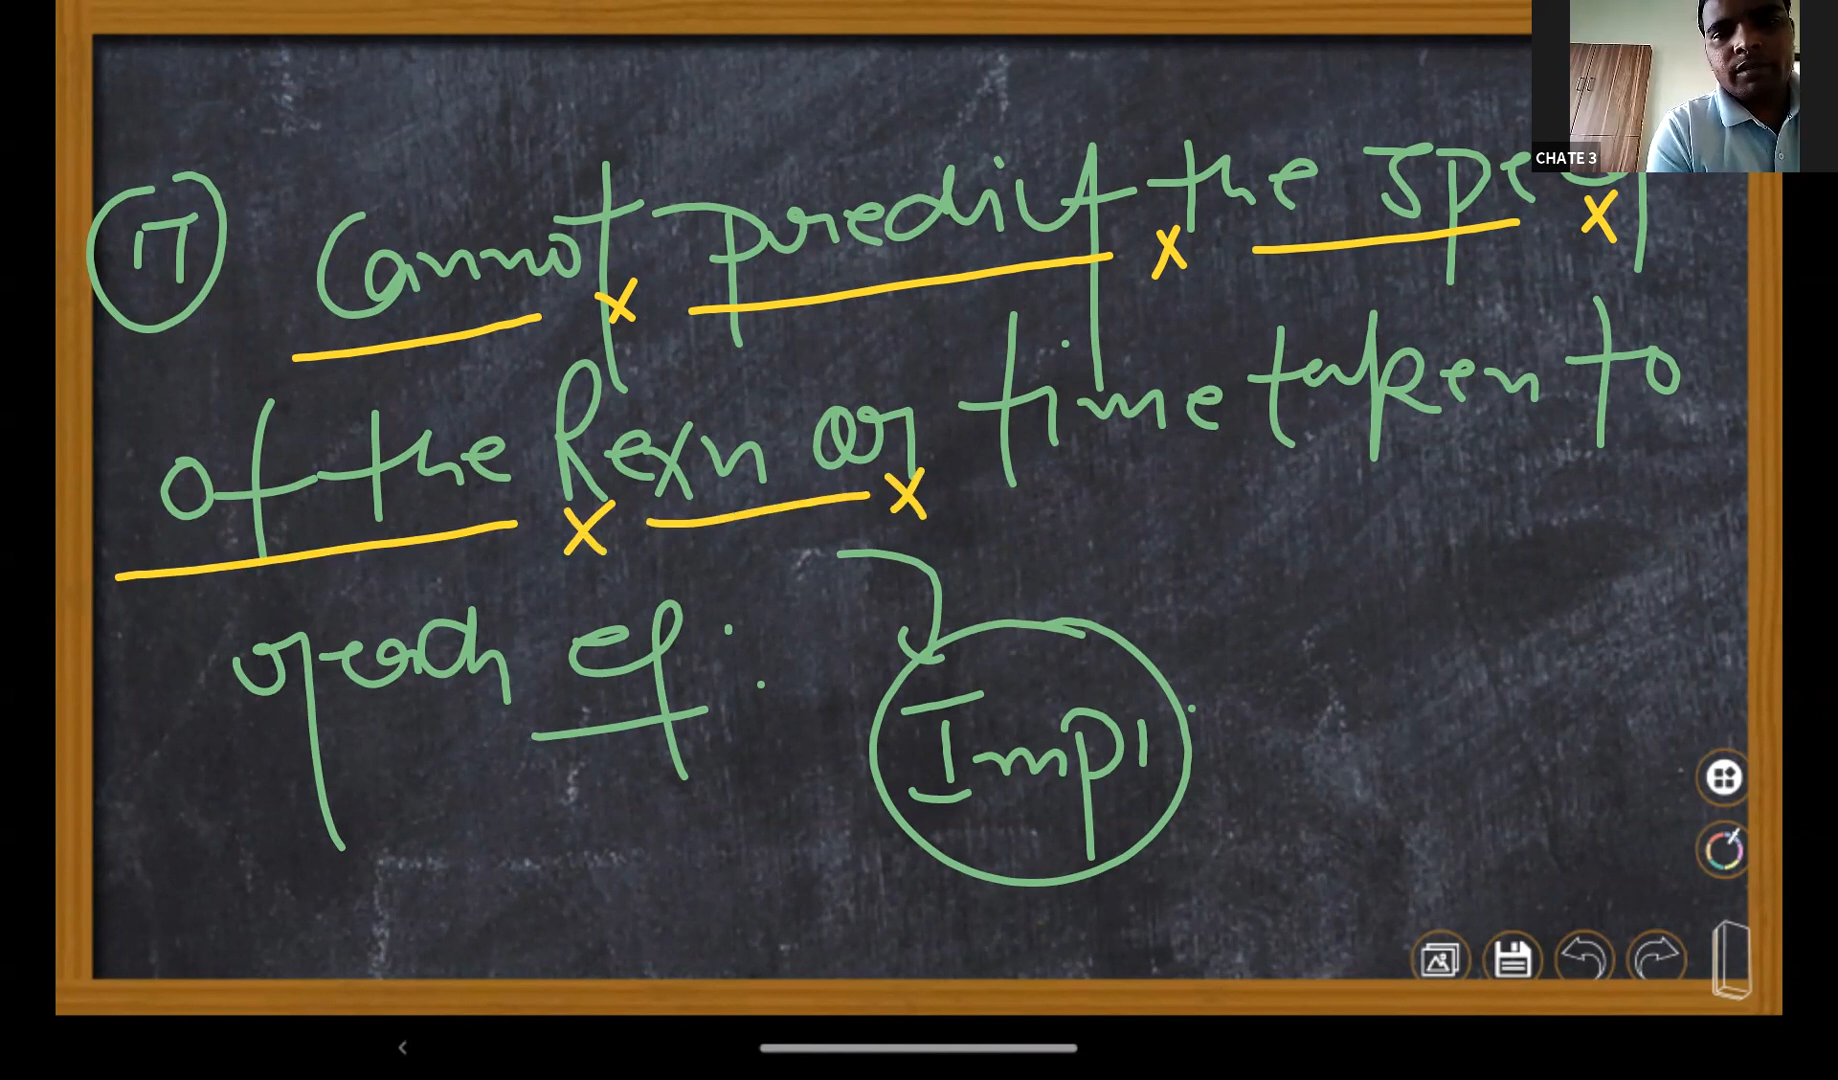 CHATE 3
17 Cannot predict the speed
of the Rexn or time taken to
reach eq :
Imp!